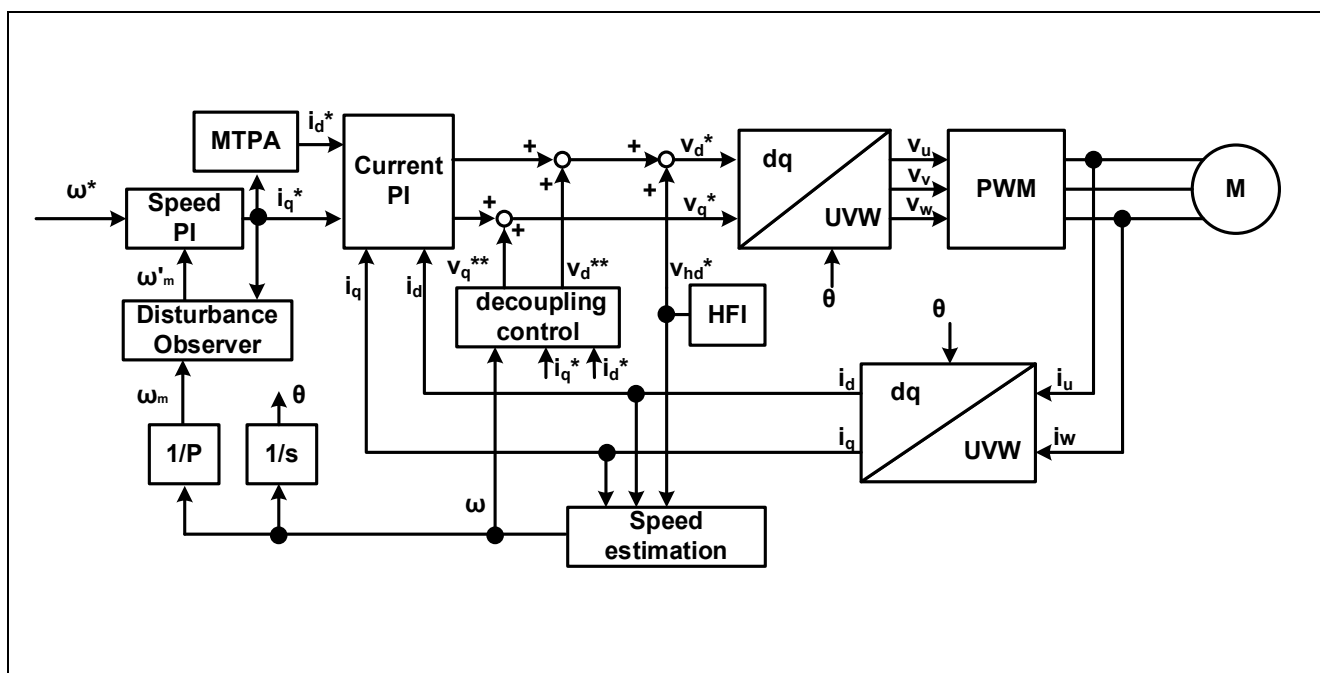 MTPA
i_d*
ω*
Speed
PI
i_q*
Current
PI
+
+
+
+
v_d*
+
+
+
+
v_q*
dq
UVW
v_u
v_v
v_w
PWM
M
ω'_m
Disturbance
Observer
i_q
i_d
v_q**
v_d**
decoupling
control
i_q*
i_d*
v_hd*
HFI
θ
θ
ω_m
θ
1/P
1/s
i_d
i_q
dq
UVW
i_u
i_w
ω
Speed
estimation